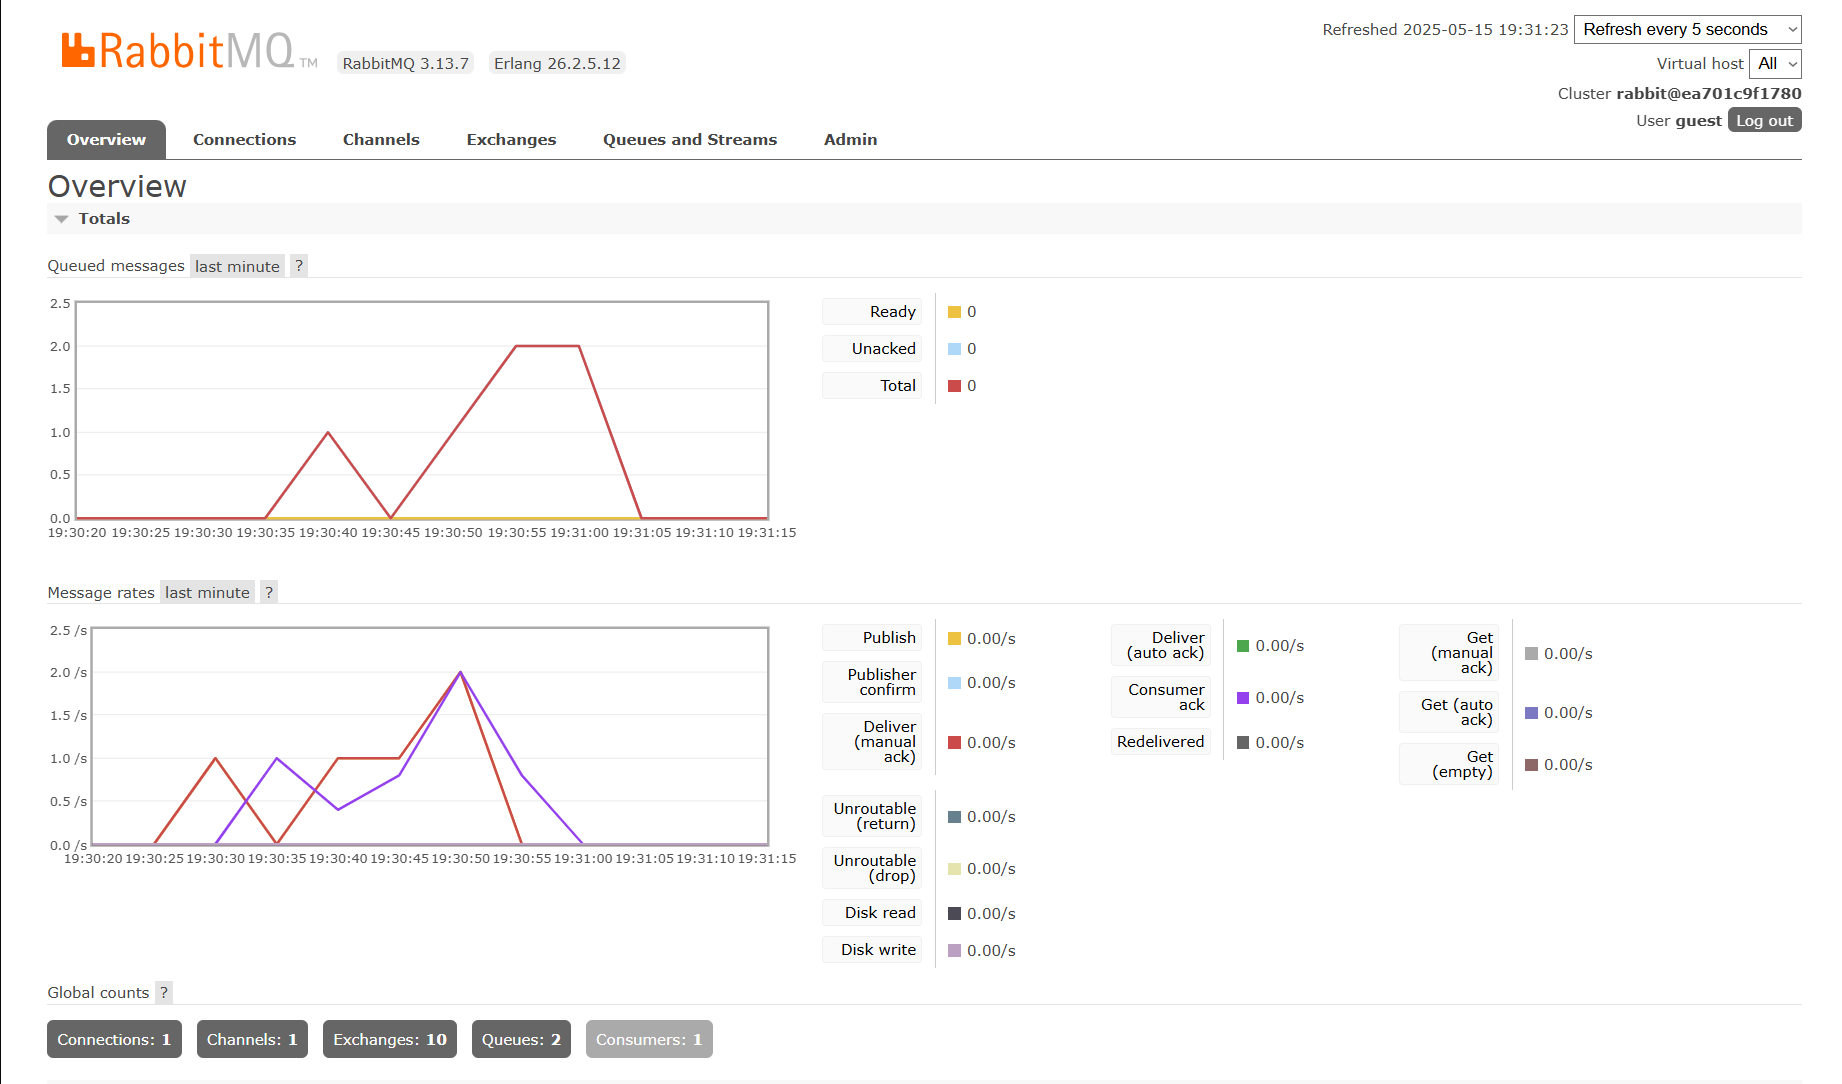 RabbitMQ TM RabbitMQ 3.13.7 Erlang 26.2.5.12
Refreshed 2025-05-15 19:31:23 Refresh every 5 seconds
Virtual host All
Cluster rabbit@ea701c9f1780
User guest Log out
Overview Connections Channels Exchanges Queues and Streams Admin
Overview
Totals
Queued messages last minute ?
2.5
2.0
1.5
1.0
0.5
0.0
19:30:20 19:30:25 19:30:30 19:30:35 19:30:40 19:30:45 19:30:50 19:30:55 19:31:00 19:31:05 19:31:10 19:31:15
Ready 0
Unacked 0
Total 0
Message rates last minute ?
2.5 /s
2.0 /s
1.5 /s
1.0 /s
0.5 /s
0.0 /s
19:30:20 19:30:25 19:30:30 19:30:35 19:30:40 19:30:45 19:30:50 19:30:55 19:31:00 19:31:05 19:31:10 19:31:15
Publish 0.00/s
Publisher
confirm 0.00/s
Deliver
(manual
ack) 0.00/s
Deliver
(auto ack) 0.00/s
Consumer
ack 0.00/s
Redelivered 0.00/s
Get
(manual
ack) 0.00/s
Get (auto
ack) 0.00/s
Get
(empty) 0.00/s
Unroutable
(return) 0.00/s
Unroutable
(drop) 0.00/s
Disk read 0.00/s
Disk write 0.00/s
Global counts ?
Connections: 1 Channels: 1 Exchanges: 10 Queues: 2 Consumers: 1